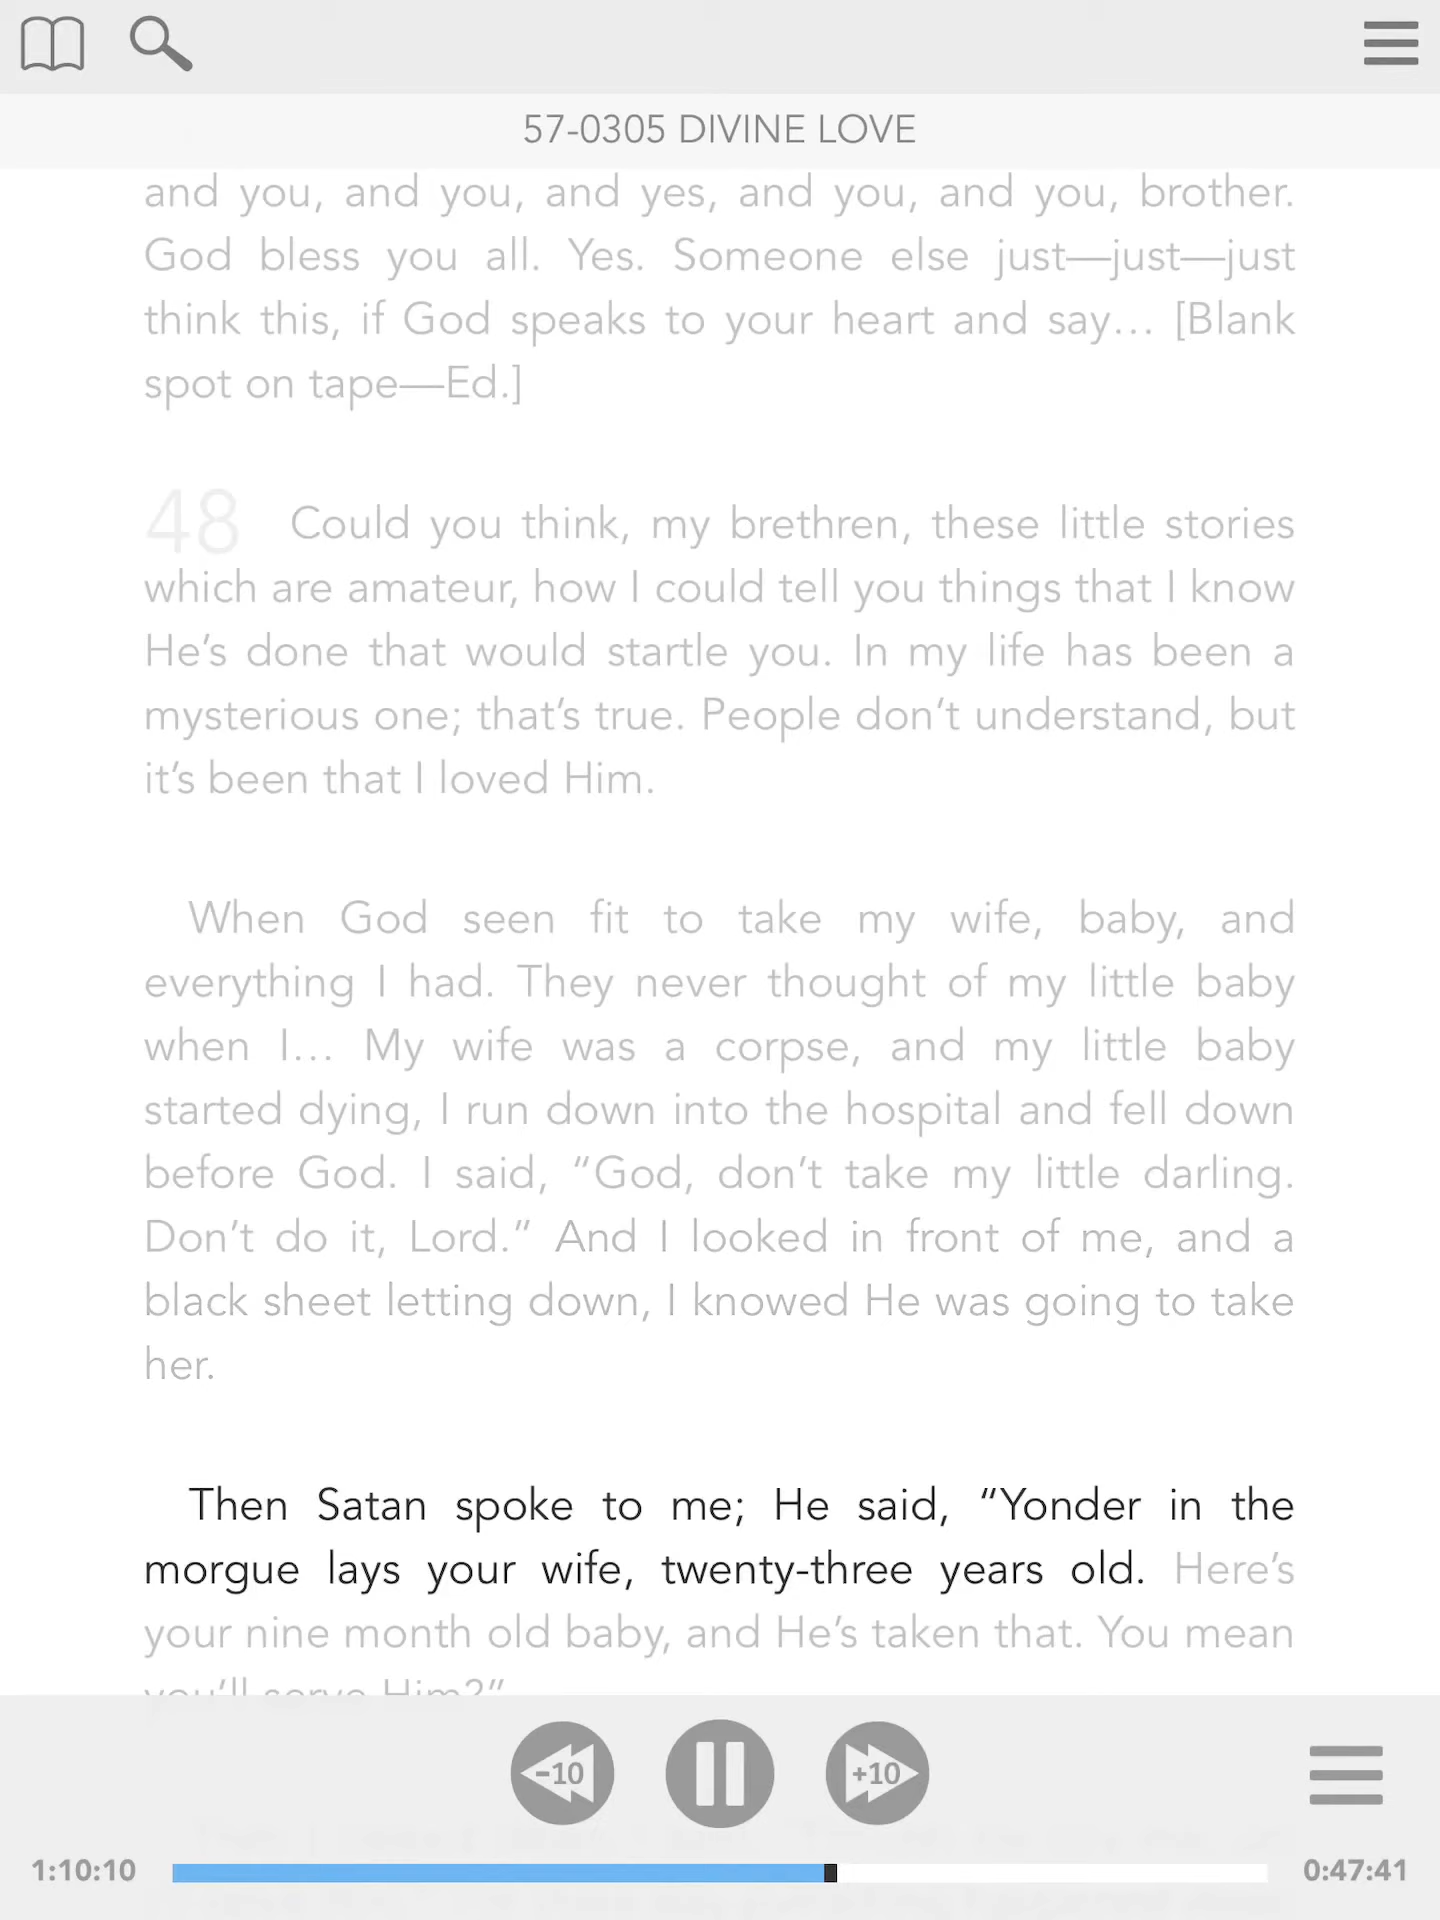 57-0305 DIVINE LOVE
and you, and you, and yes, and you, and you, brother.
God bless you all. Yes. Someone else just—just—just
think this, if God speaks to your heart and say… [Blank
spot on tape—Ed.]
48 Could you think, my brethren, these little stories
which are amateur, how I could tell you things that I know
He’s done that would startle you. In my life has been a
mysterious one; that’s true. People don’t understand, but
it’s been that I loved Him.
When God seen fit to take my wife, baby, and
everything I had. They never thought of my little baby
when I… My wife was a corpse, and my little baby
started dying, I run down into the hospital and fell down
before God. I said, “God, don’t take my little darling.
Don’t do it, Lord.” And I looked in front of me, and a
black sheet letting down, I knowed He was going to take
her.
Then Satan spoke to me; He said, “Yonder in the
morgue lays your wife, twenty-three years old. Here’s
your nine month old baby, and He’s taken that. You mean
you’ll serve Him?”
-10 +10
1:10:10 0:47:41